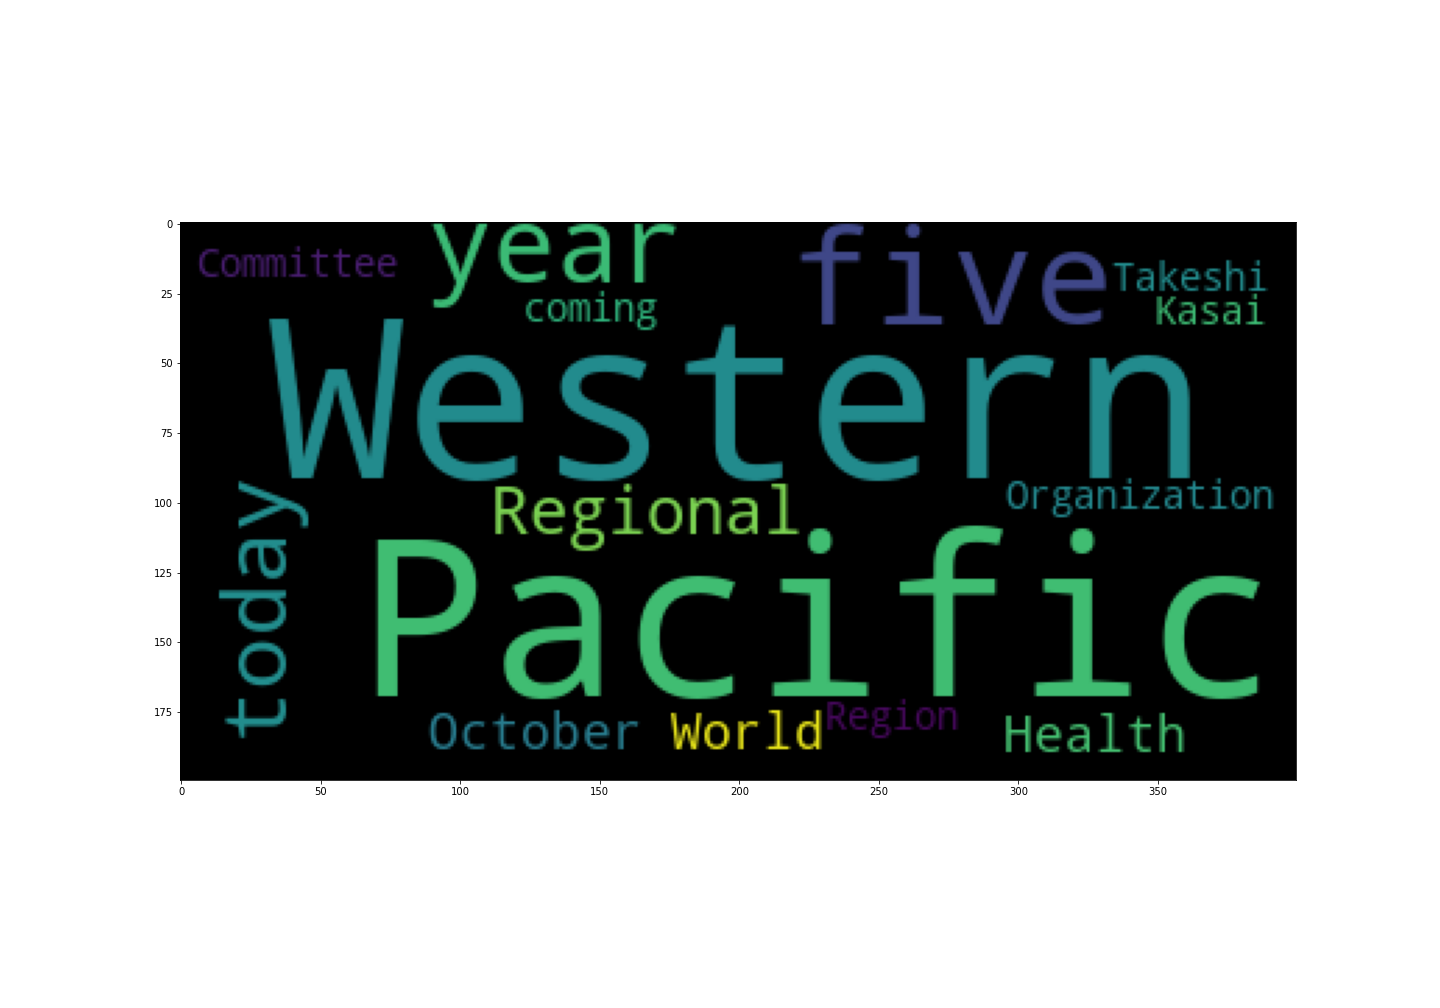 Committee
year
five
Takeshi
coming
Kasai
Western
today
Regional
Organization
Pacific
October
World
Region
Health
0
25
50
75
100
125
150
175
0 50 100 150 200 250 300 350